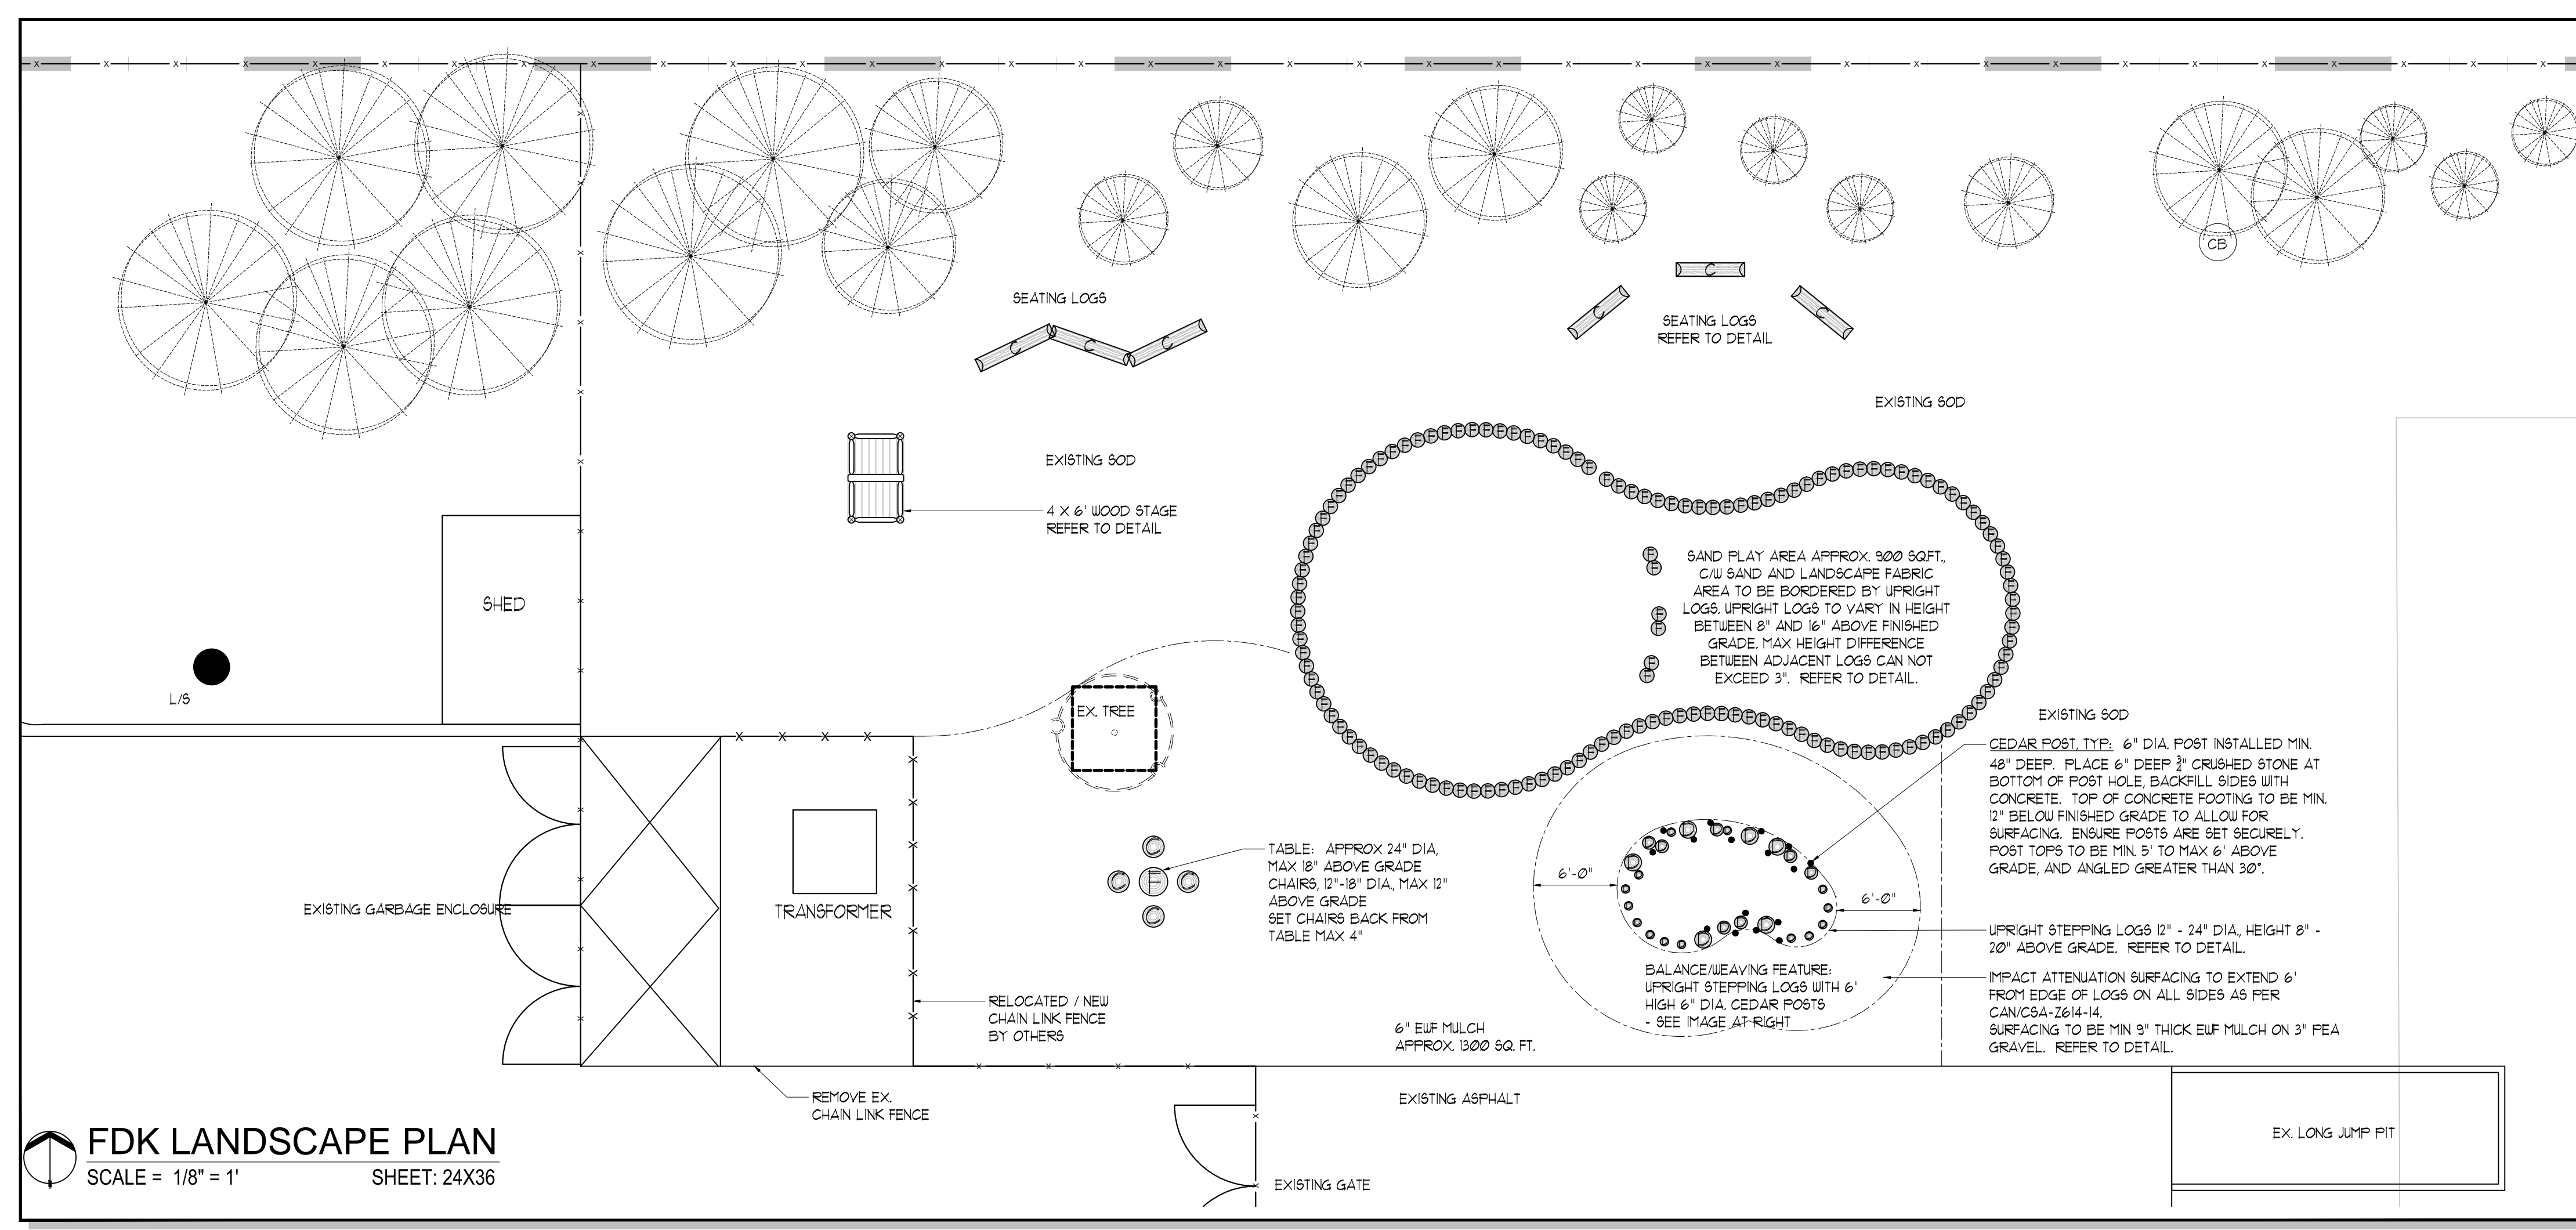 CB
SEATING LOGS
SEATING LOGS
REFER TO DETAIL
EXISTING SOD
EXISTING SOD
4 X 6' WOOD STAGE
REFER TO DETAIL
SAND PLAY AREA APPROX. 900 SQ.FT.,
C/W SAND AND LANDSCAPE FABRIC
AREA TO BE BORDERED BY UPRIGHT
LOGS. UPRIGHT LOGS TO VARY IN HEIGHT
BETWEEN 8" AND 16" ABOVE FINISHED
GRADE. MAX HEIGHT DIFFERENCE
BETWEEN ADJACENT LOGS CAN NOT
EXCEED 3". REFER TO DETAIL.
SHED
L/S
EX. TREE
EXISTING SOD
CEDAR POST, TYP: 6" DIA. POST INSTALLED MIN.
48" DEEP. PLACE 6" DEEP 3/4" CRUSHED STONE AT
BOTTOM OF POST HOLE, BACKFILL SIDES WITH
CONCRETE. TOP OF CONCRETE FOOTING TO BE MIN.
12" BELOW FINISHED GRADE TO ALLOW FOR
SURFACING. ENSURE POSTS ARE SET SECURELY.
POST TOPS TO BE MIN. 5' TO MAX 6' ABOVE
GRADE, AND ANGLED GREATER THAN 30°.
TABLE: APPROX 24" DIA,
MAX 18" ABOVE GRADE
CHAIRS, 12"-18" DIA., MAX 12"
ABOVE GRADE
SET CHAIRS BACK FROM
TABLE MAX 4"
6'-0"
6'-0"
EXISTING GARBAGE ENCLOSURE
TRANSFORMER
UPRIGHT STEPPING LOGS 12" - 24" DIA., HEIGHT 8" -
20" ABOVE GRADE. REFER TO DETAIL.
BALANCE/WEAVING FEATURE:
UPRIGHT STEPPING LOGS WITH 6'
HIGH 6" DIA. CEDAR POSTS
- SEE IMAGE AT RIGHT
IMPACT ATTENUATION SURFACING TO EXTEND 6'
FROM EDGE OF LOGS ON ALL SIDES AS PER
CAN/CSA-Z614-14.
SURFACING TO BE MIN 9" THICK EWF MULCH ON 3" PEA
GRAVEL. REFER TO DETAIL.
RELOCATED / NEW
CHAIN LINK FENCE
BY OTHERS
6" EWF MULCH
APPROX. 1300 SQ. FT.
REMOVE EX.
CHAIN LINK FENCE
EXISTING ASPHALT
EX. LONG JUMP PIT
EXISTING GATE
FDK LANDSCAPE PLAN
SCALE = 1/8" = 1' SHEET: 24X36